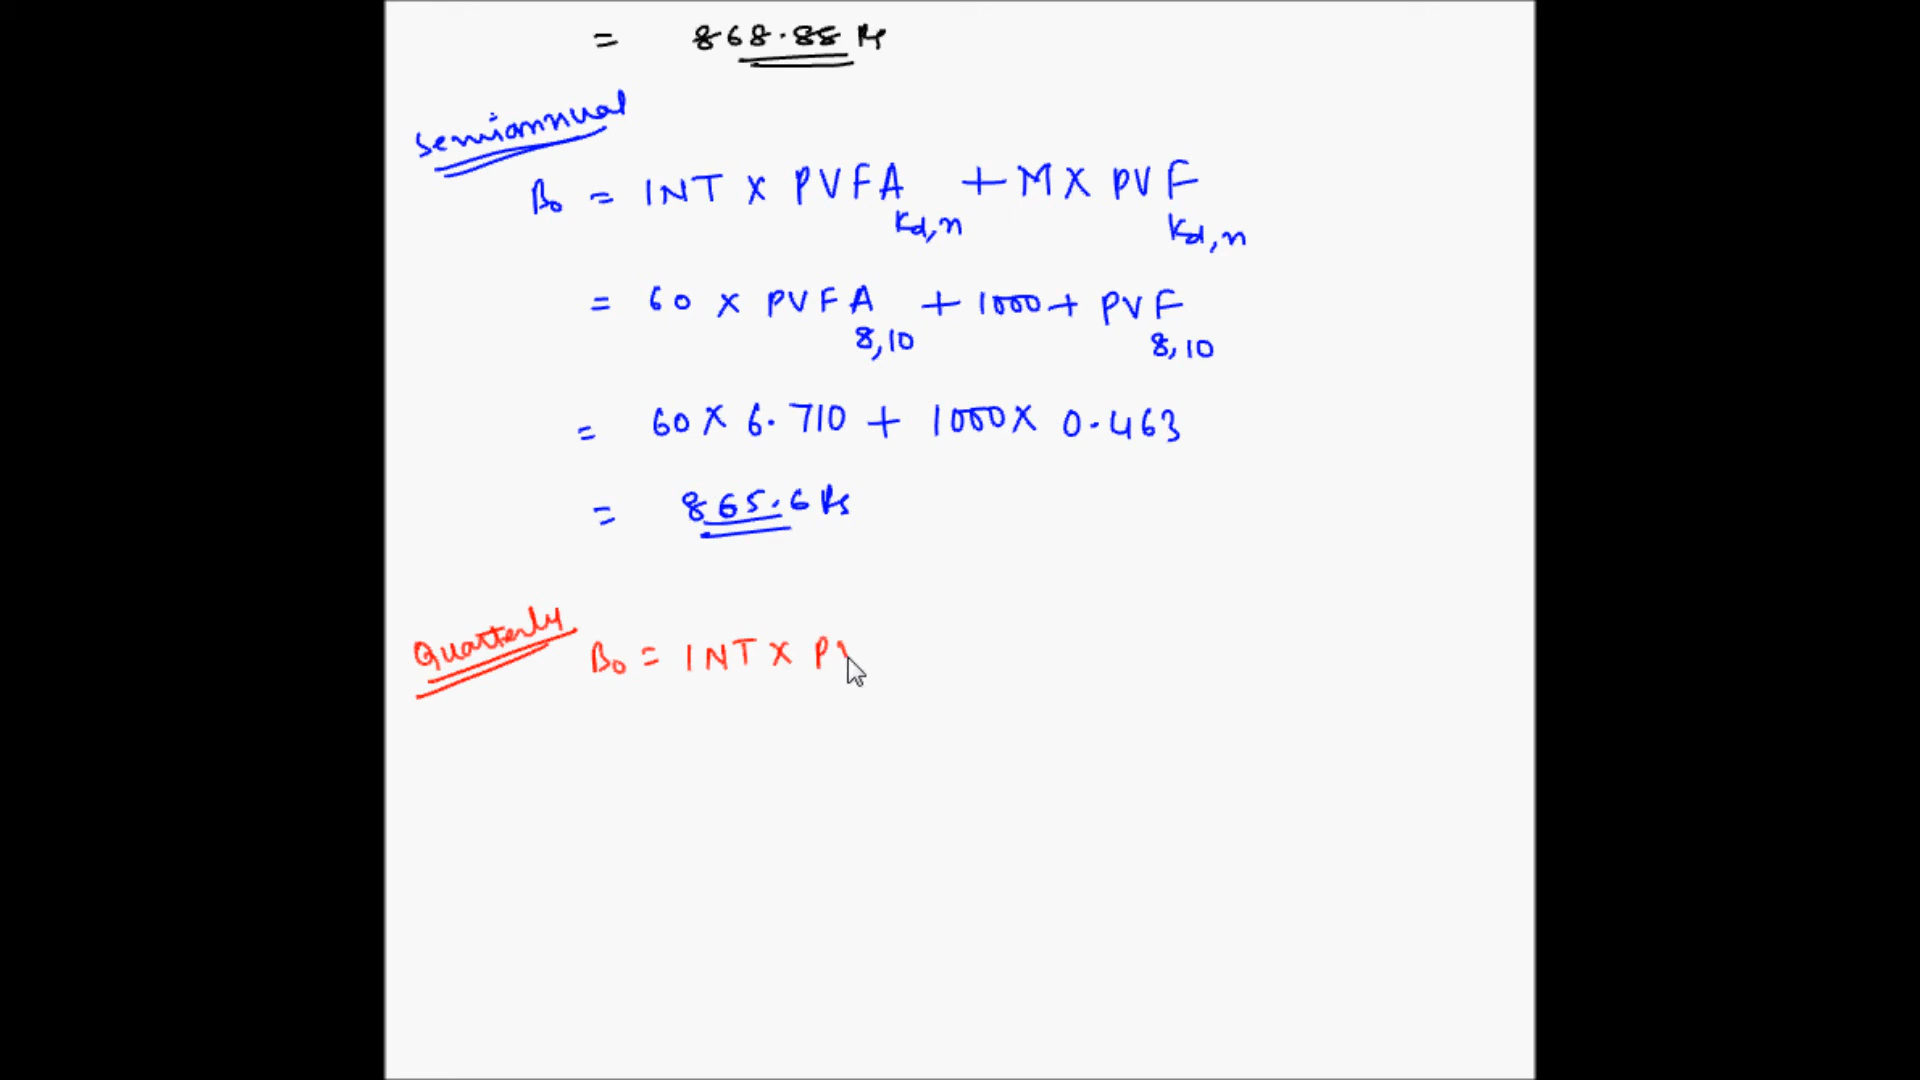 = 868.88 Rs
Semiannual
B₀ = INT X PVFA Kd,n + M X PVF Kd,n
= 60 X PVFA 8,10 + 1000 + PVF 8,10
= 60 X 6.710 + 1000 X 0.463
= 865.6 Rs
Quarterly B₀ = INT X PV